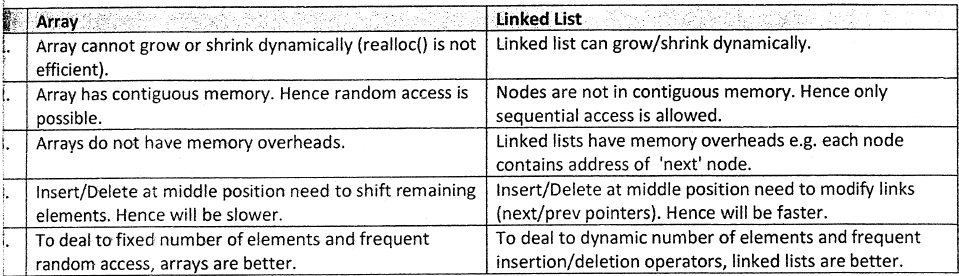 Array Linked List
. Array cannot grow or shrink dynamically (realloc() is not Linked list can grow/shrink dynamically.
efficient).
. Array has contiguous memory. Hence random access is Nodes are not in contiguous memory. Hence only
possible. sequential access is allowed.
. Arrays do not have memory overheads. Linked lists have memory overheads e.g. each node
contains address of 'next' node.
. Insert/Delete at middle position need to shift remaining Insert/Delete at middle position need to modify links
elements. Hence will be slower. (next/prev pointers). Hence will be faster.
. To deal to fixed number of elements and frequent To deal to dynamic number of elements and frequent
random access, arrays are better. insertion/deletion operators, linked lists are better.